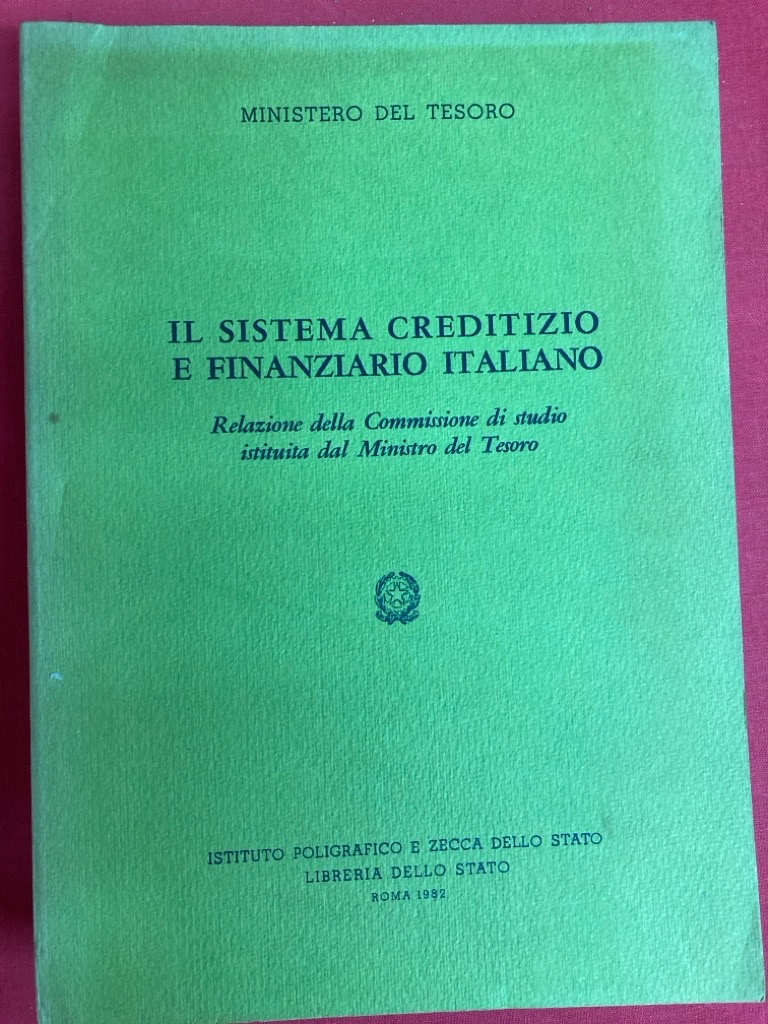 MINISTERO DEL TESORO
IL SISTEMA CREDITIZIO
E FINANZIARIO ITALIANO
Relazione della Commissione di studio
istituita dal Ministro del Tesoro
ISTITUTO POLIGRAFICO E ZECCA DELLO STATO
LIBRERIA DELLO STATO
ROMA 1982